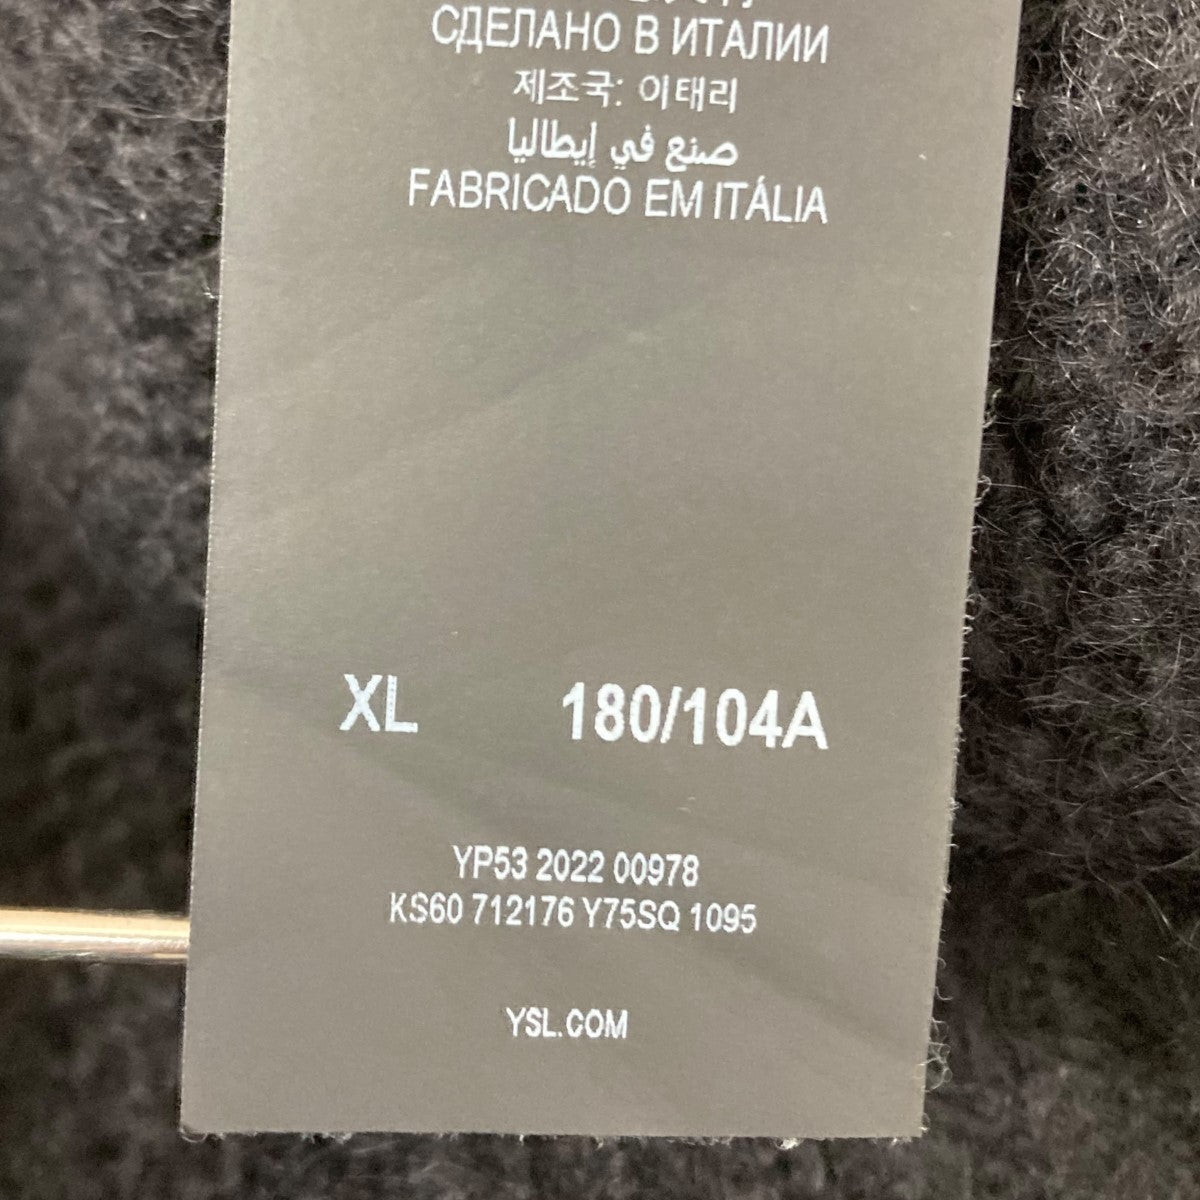 СДЕЛАНО В ИТАЛИИ
제조국: 이태리
صنع في إيطاليا
FABRICADO EM ITÁLIA
XL 180/104A
YP53 2022 00978
KS60 712176 Y75SQ 1095
YSL.COM